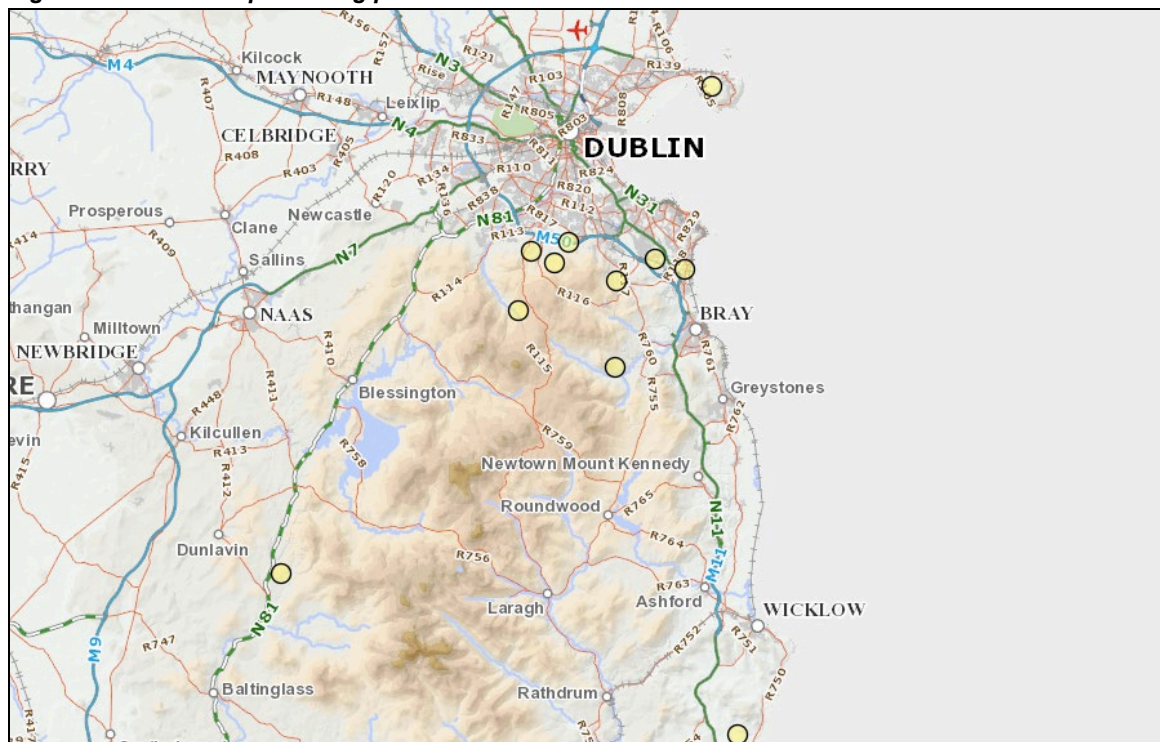 R156
R157
R121
R106
R139
M4
Kilcock
N3
Rise
R103
R105
MAYNOOTH
R407
R148
Leixlip
R147
R805
R808
R803
CELBRIDGE
N4
R833
R811
DUBLIN
R408
R405
R403
R110
R824
RRY
R120
R134
R136
R838
R820
N31
Prosperous
Newcastle
N81
R817
R112
R829
R414
Clane
R113
M50
R118
R409
N7
Sallins
R114
R116
R117
thangan
NAAS
BRAY
Milltown
NEWBRIDGE
R410
R115
R760
R761
RE
R411
Blessington
R755
Greystones
R448
R762
evin
Kilcullen
R413
R759
R415
R412
R758
Newtown Mount Kennedy
Roundwood
R765
N11
Dunlavin
R756
R764
M11
R763
Laragh
Ashford
WICKLOW
N81
R747
M9
R752
R751
R750
Baltinglass
Rathdrum